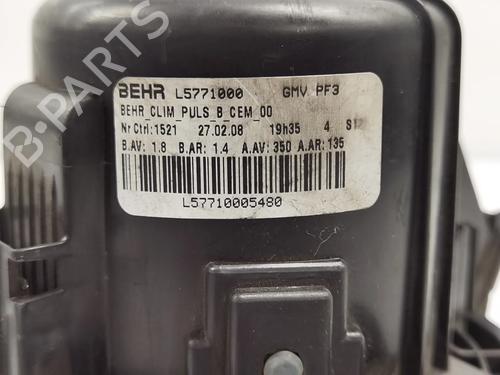 B-PARTS
BEHR L5771000 GMV PF3
BEHR_CLIM_PULS_B_CEM_00
Nr Ctrl:1521 27.02.08 19h35 4
B.AV: 1.8 B.AR: 1.4 A.AV: 350 A.AR: 135
L57710005480